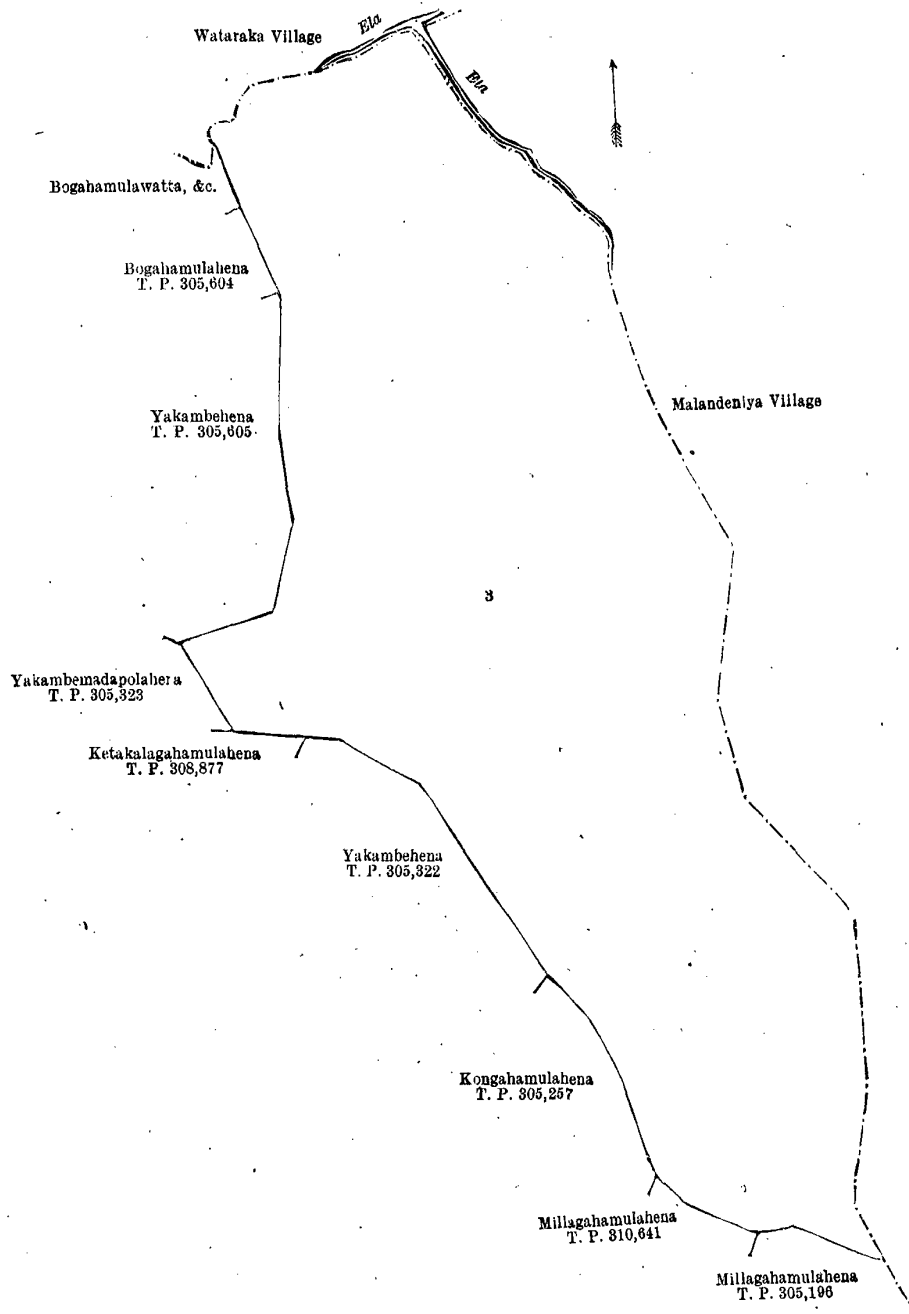 Wataraka Village
Ela
Ela
Bogahamulawatta, &c.
Bogahamulahena
T. P. 305,604
Yakambehena
T. P. 305,605
Malandeniya Village
3
Yakambemadapolahera
T. P. 305,323
Ketakalagahamulahena
T. P. 308,877
Yakambehena
T. P. 305,322
Kongahamulahena
T. P. 305,257
Millagahamulahena
T. P. 310,641
Millagahamulahena
T. P. 305,196